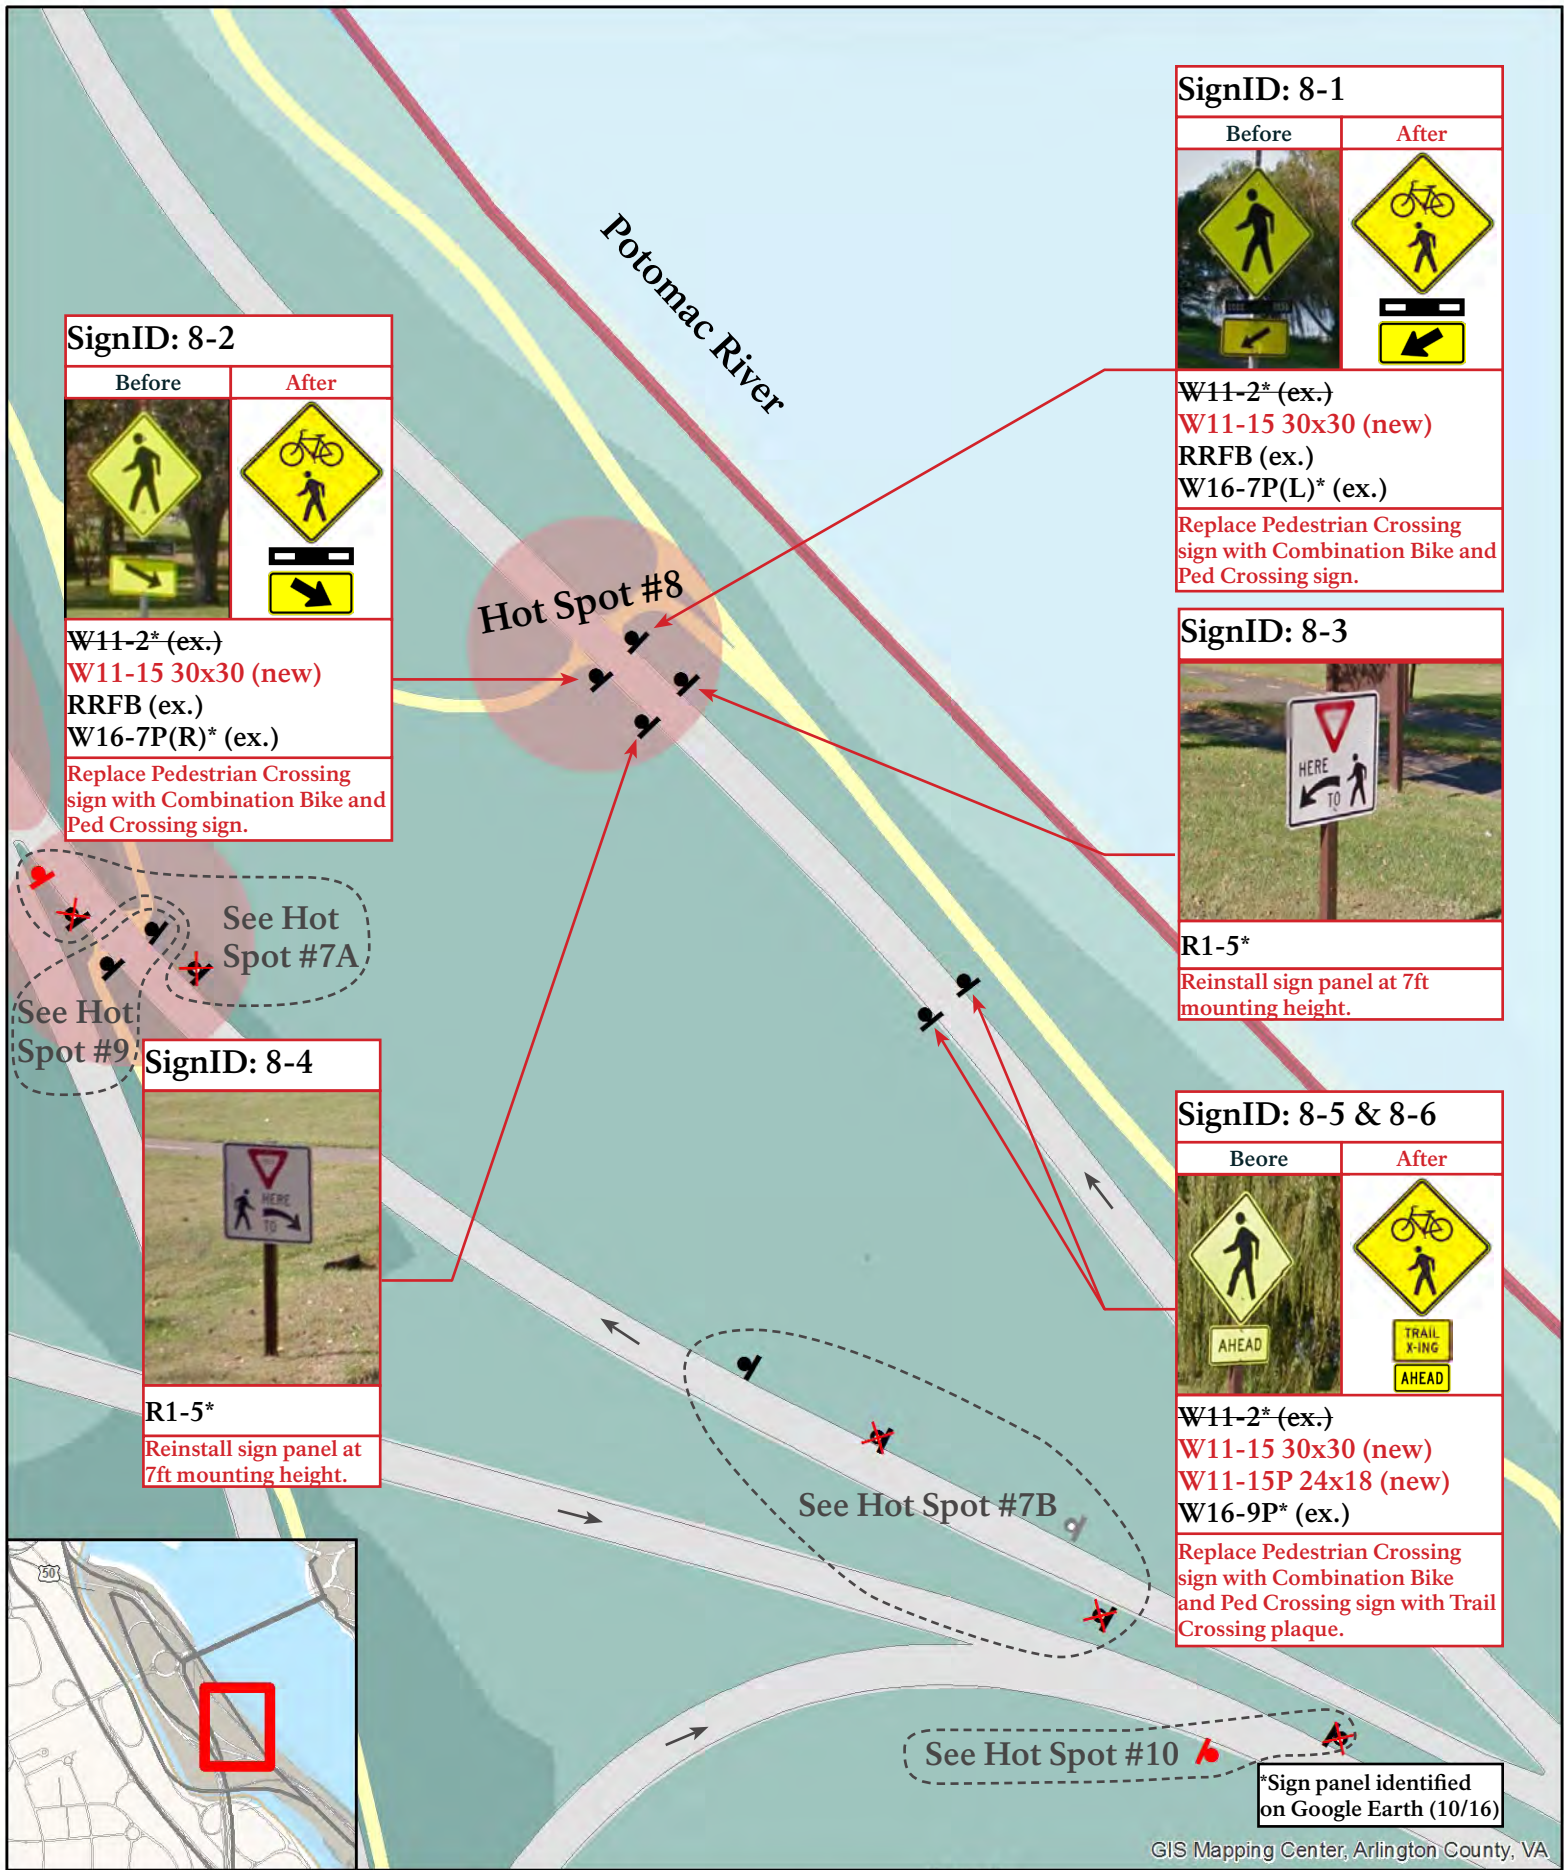 Potomac River
Hot Spot #8
SignID: 8-1
Before
After
W11-2* (ex.)
W11-15 30x30 (new)
RRFB (ex.)
W16-7P(L)* (ex.)
Replace Pedestrian Crossing
sign with Combination Bike and
Ped Crossing sign.
SignID: 8-2
Before
After
W11-2* (ex.)
W11-15 30x30 (new)
RRFB (ex.)
W16-7P(R)* (ex.)
Replace Pedestrian Crossing
sign with Combination Bike and
Ped Crossing sign.
SignID: 8-3
HERE
TO
R1-5*
Reinstall sign panel at 7ft
mounting height.
See Hot
Spot #7A
See Hot
Spot #9
SignID: 8-4
HERE
TO
R1-5*
Reinstall sign panel at
7ft mounting height.
SignID: 8-5 & 8-6
Beore
After
AHEAD
TRAIL
X-ING
AHEAD
W11-2* (ex.)
W11-15 30x30 (new)
W11-15P 24x18 (new)
W16-9P* (ex.)
Replace Pedestrian Crossing
sign with Combination Bike
and Ped Crossing sign with Trail
Crossing plaque.
See Hot Spot #7B
See Hot Spot #10
50
*Sign panel identified
on Google Earth (10/16)
GIS Mapping Center, Arlington County, VA